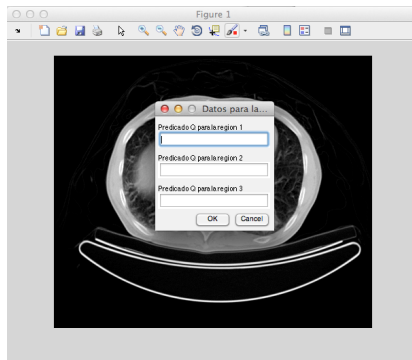 Figure 1
Datos para la...
Predicado Q para la region 1
Predicado Q para la region 2
Predicado Q para la region 3
OK
Cancel